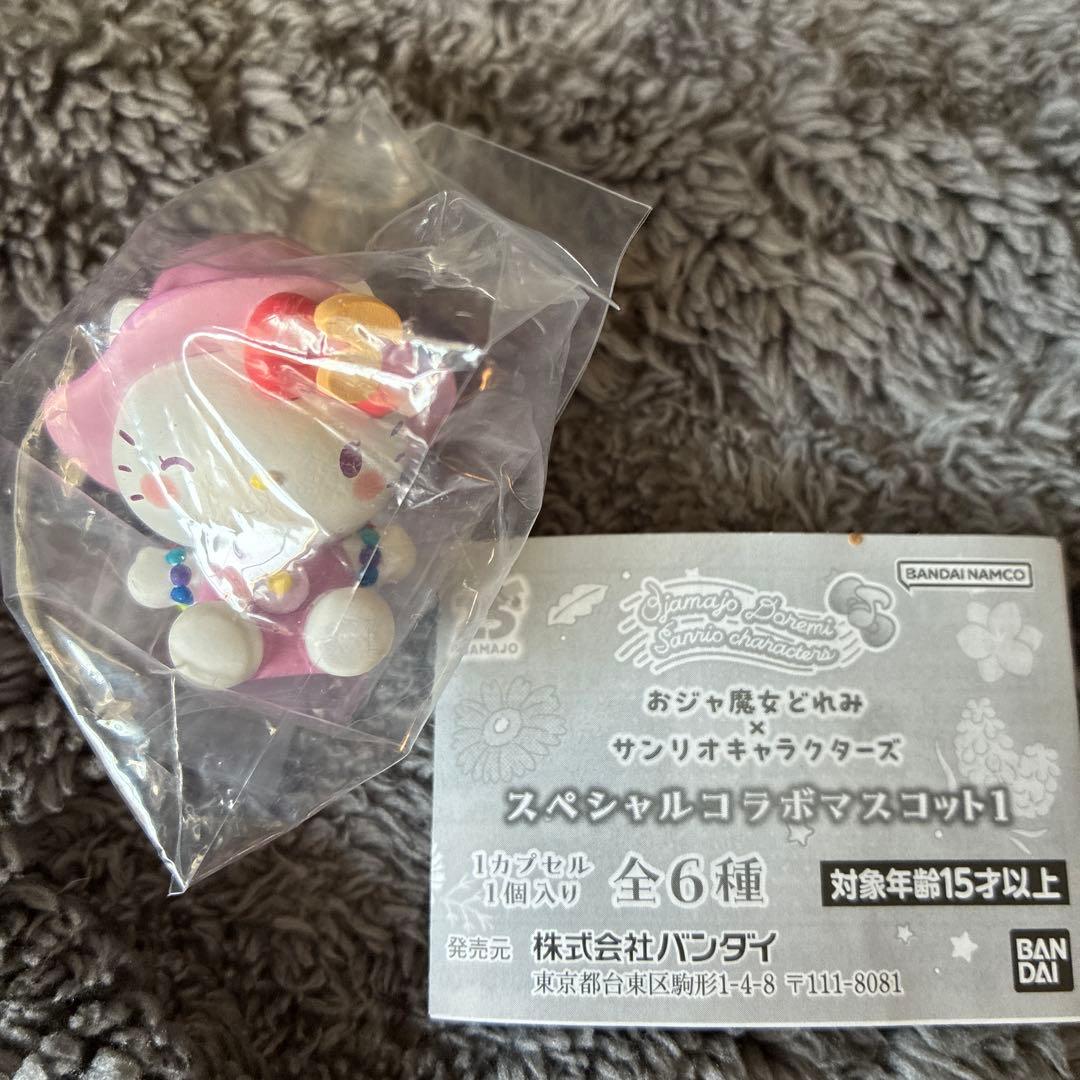 BANDAI NAMCO
Ojamajo Doremi
Sanrio characters
OJAMA
おジャ魔女どれみ
×
サンリオキャラクターズ
スペシャルコラボマスコット1
1カプセル
1個入り
全6種
対象年齢15才以上
発売元 株式会社バンダイ
東京都台東区駒形1-4-8 〒111-8081
BAN
DAI